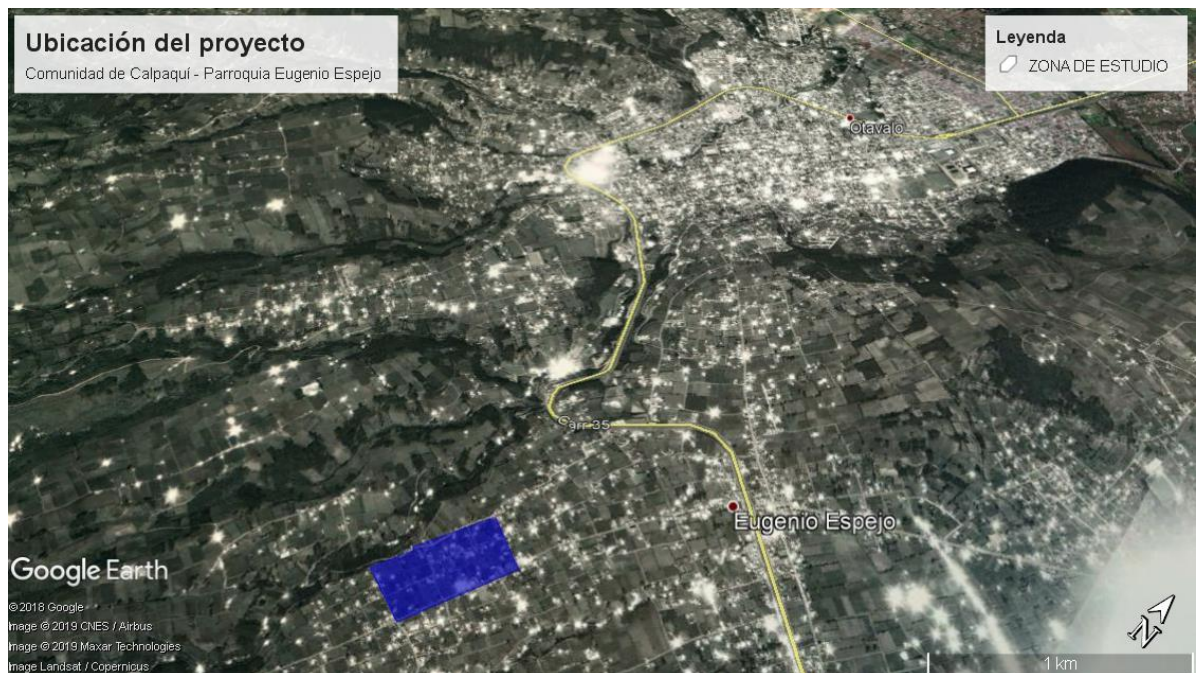 Ubicación del proyecto
Comunidad de Calpaquí - Parroquia Eugenio Espejo
Leyenda
ZONA DE ESTUDIO
Otavalo
Carr 35
Eugenio Espejo
Google Earth
© 2018 Google
Image © 2019 CNES / Airbus
Image © 2019 Maxar Technologies
Image Landsat / Copernicus
N
1 km